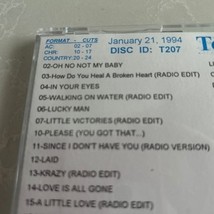 FORMAT CUTS
AC: 02-07
CHR: 10-17
COUNTRY: 20-24
January 21, 1994
DISC ID: T207
02-OH NO NOT MY BABY
03-How Do You Heal A Broken Heart (RADIO EDIT)
04-IN YOUR EYES
05-WALKING ON WATER (RADIO EDIT)
06-LUCKY MAN
07-LITTLE VICTORIES (RADIO EDIT)
10-PLEASE (YOU GOT THAT...)
11-SINCE I DON'T HAVE YOU (RADIO VERSION)
12-LAID
13-KRAZY (RADIO EDIT)
14-LOVE IS ALL GONE
15-A LITTLE LOVE (RADIO EDIT)